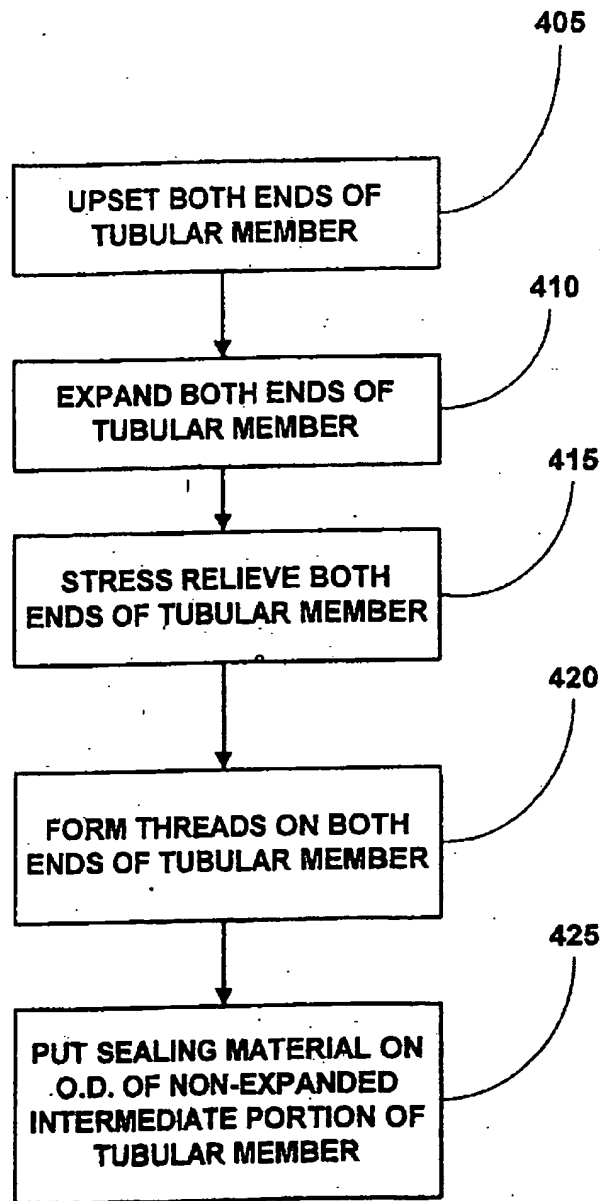 405
UPSET BOTH ENDS OF
TUBULAR MEMBER
410
EXPAND BOTH ENDS OF
TUBULAR MEMBER
415
STRESS RELIEVE BOTH
ENDS OF TUBULAR MEMBER
420
FORM THREADS ON BOTH
ENDS OF TUBULAR MEMBER
425
PUT SEALING MATERIAL ON
O.D. OF NON-EXPANDED
INTERMEDIATE PORTION OF
TUBULAR MEMBER